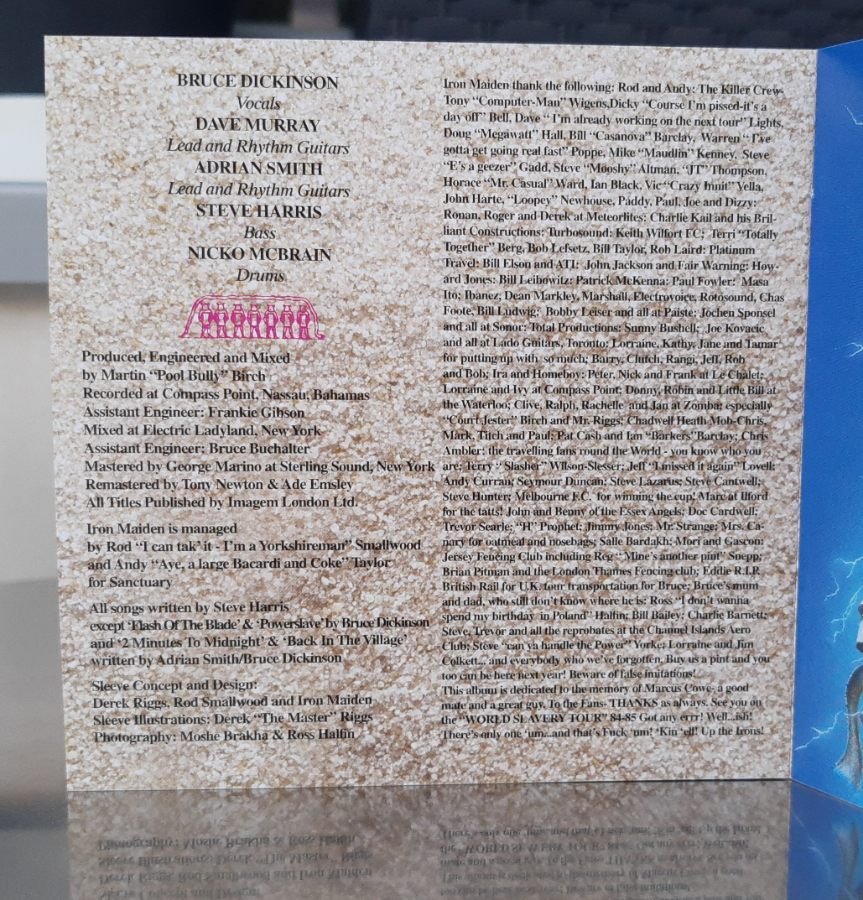 BRUCE DICKINSON
Vocals
DAVE MURRAY
Lead and Rhythm Guitars
ADRIAN SMITH
Lead and Rhythm Guitars
STEVE HARRIS
Bass
NICKO MCBRAIN
Drums
Produced, Engineered and Mixed
by Martin “Pool Bully” Birch
Recorded at Compass Point, Nassau, Bahamas
Assistant Engineer: Frankie Gibson
Mixed at Electric Ladyland, New York
Assistant Engineer: Bruce Buchalter
Mastered by George Marino at Sterling Sound, New York
Remastered by Tony Newton & Ade Emsley
All Titles Published by Imagem London Ltd.
Iron Maiden is managed
by Rod “I can tak' it - I'm a Yorkshireman” Smallwood
and Andy “Aye, a large Bacardi and Coke” Taylor
for Sanctuary
All songs written by Steve Harris
except ‘Flash Of The Blade’ & ‘Powerslave’ by Bruce Dickinson
and ‘2 Minutes To Midnight’ & ‘Back In The Village’
written by Adrian Smith/Bruce Dickinson
Sleeve Concept and Design:
Derek Riggs, Rod Smallwood and Iron Maiden
Sleeve Illustrations: Derek “The Master” Riggs
Photography: Moshe Brakha & Ross Halfin
Iron Maiden thank the following: Rod and Andy: The Killer Crew-
Tony “Computer-Man” Wigens,Dicky “Course I'm pissed-it's a
day off” Bell, Dave “ I'm already working on the next tour” Lights,
Doug “Megawatt” Hall, Bill “Casanova” Barclay, Warren “ I've
gotta get going real fast” Poppe, Mike “Maudlin” Kenney, Steve
“E's a geezer” Gadd, Steve “Mooshy” Altman, “JT” Thompson,
Horace “Mr. Casual” Ward, Ian Black, Vic “Crazy Innit” Vella,
John Harte, “Loopey” Newhouse, Paddy, Paul, Joe and Dizzy:
Ronan, Roger and Derek at Meteorlites: Charlie Kail and his Bril-
liant Constructions: Turbosound: Keith Wilfort FC; Terri “Totally
Together” Berg, Bob Lefsetz, Bill Taylor, Rob Laird: Platinum
Travel: Bill Elson and ATI: John Jackson and Fair Warning: How-
ard Jones: Bill Leibowitz: Patrick McKenna: Paul Fowler: Masa
Ito: Ibanez; Dean Markley, Marshall, Electrovoice, Rotosound, Chas
Foote, Bill Ludwig; Bobby Leiser and all at Paiste: Jochen Sponsel
and all at Sonor: Total Productions: Sunny Bushell; Joe Kovacic
and all at Lado Guitars, Toronto: Lorraine, Kathy, Jane and Tamar
for putting up with so much; Barry, Clutch, Rangi, Jeff, Rob
and Bob; Ira and Homeboy: Peter, Nick and Frank at Le Chalet;
Lorraine and Ivy at Compass Point; Donny, Robin and Little Bill at
the Waterloo; Clive, Ralph, Rachelle and Jan at Zomba; especially
“Court Jester” Birch and Mr. Riggs; Chadwell Heath Mob-Chris,
Mark, Titch and Paul; Pat Cash and Ian “Barkers” Barclay; Chris
Ambler: the travelling fans round the World - you know who you
are; Terry “ Slasher” Wilson-Slesser; Jeff “I missed it again” Lovell;
Andy Curran; Seymour Duncan; Steve Lazarus; Steve Cantwell;
Steve Hunter; Melbourne F.C. for winning the cup! Marc at Ilford
for the tatts! John and Benny of the Essex Angels; Doc Cardwell;
Trevor Searle; “H” Prophet; Jimmy Jones; Mr. Strange; Mrs. Ca-
nary for oatmeal and nosebags; Salle Bardakh; Mori and Gascon:
Jersey Fencing Club including Reg “ Mine's another pint” Snepp;
Brian Pitman and the London Thames Fencing club; Eddie R.I.P.
British Rail for U.K. tour transportation for Bruce; Bruce's mum
and dad, who still don't know where he is: Ross “I don't wanna
spend my birthday in Poland” Halfin; Bill Bailey; Charlie Barnett;
Steve, Trevor and all the reprobates at the Channel Islands Aero
Club; Steve “can ya handle the Power” Yorke; Lorraine and Jim
Colkett... and everybody who we've forgotten. Buy us a pint and you
too can be here next year! Beware of false imitations!
This album is dedicated to the memory of Marcus Cowe, a good
mate and a great guy. To the Fans- THANKS as always. See you on
the “WORLD SLAVERY TOUR” 84-85 Got any errr! Well...ish!
There's only one 'um...and that's Fuck 'um! 'Kin 'ell! Up the Irons!